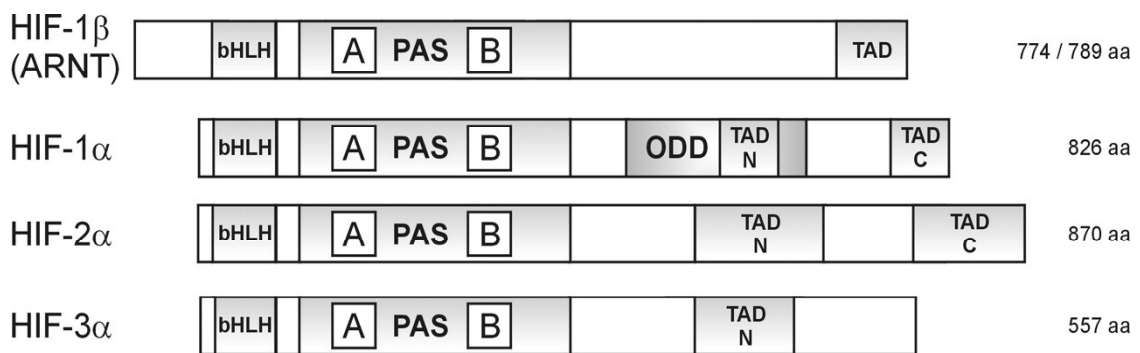 HIF-1β
(ARNT)
bHLH A PAS B TAD 774 / 789 aa
HIF-1α
bHLH A PAS B ODD TAD N TAD C 826 aa
HIF-2α
bHLH A PAS B TAD N TAD C 870 aa
HIF-3α
bHLH A PAS B TAD N 557 aa